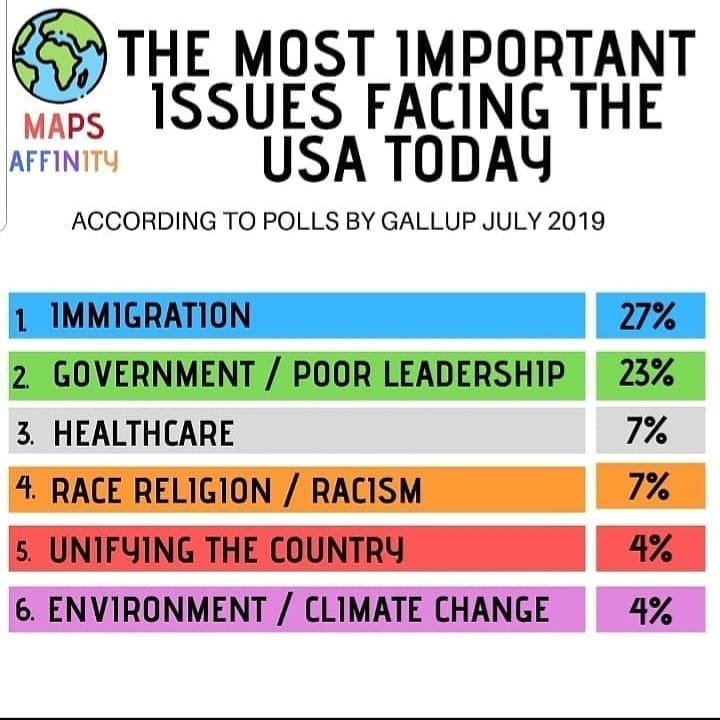 THE MOST IMPORTANT
ISSUES FACING THE
USA TODAY
MAPS
AFFINITY
ACCORDING TO POLLS BY GALLUP JULY 2019
1. IMMIGRATION 27%
2. GOVERNMENT / POOR LEADERSHIP 23%
3. HEALTHCARE 7%
4. RACE RELIGION / RACISM 7%
5. UNIFYING THE COUNTRY 4%
6. ENVIRONMENT / CLIMATE CHANGE 4%